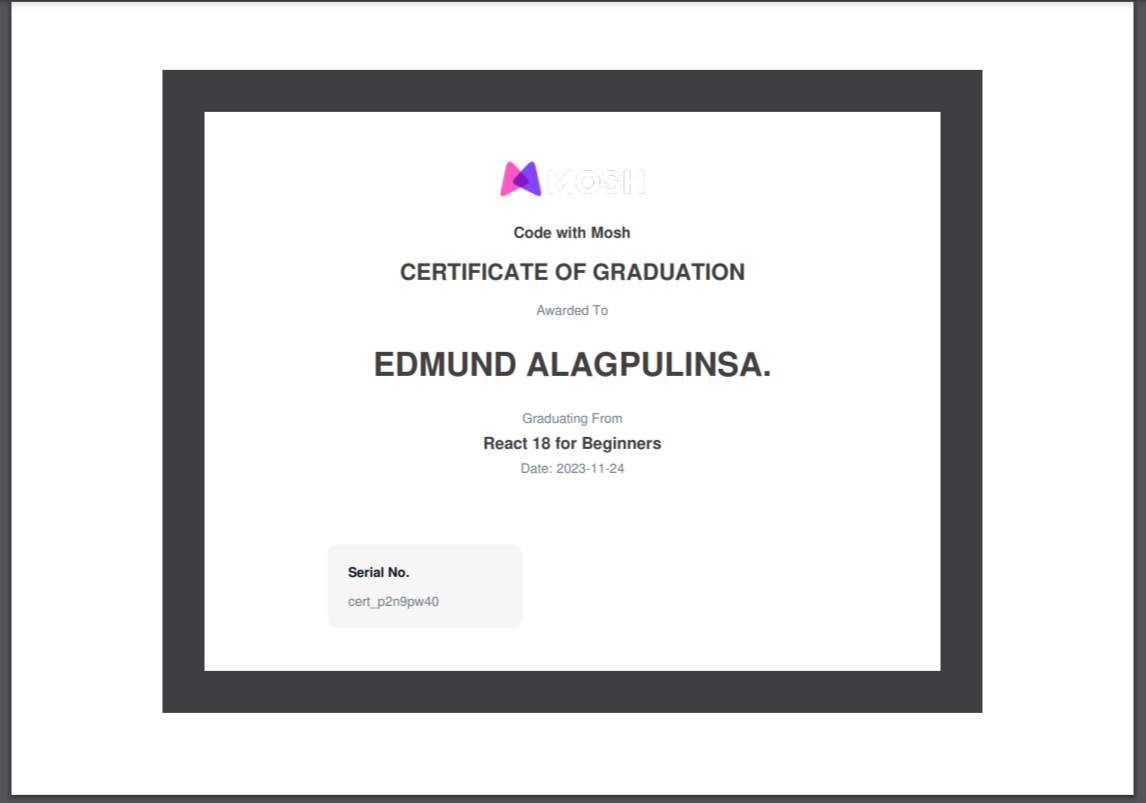 MOSH
Code with Mosh
CERTIFICATE OF GRADUATION
Awarded To
EDMUND ALAGPULINSA.
Graduating From
React 18 for Beginners
Date: 2023-11-24
Serial No.
cert_p2n9pw40